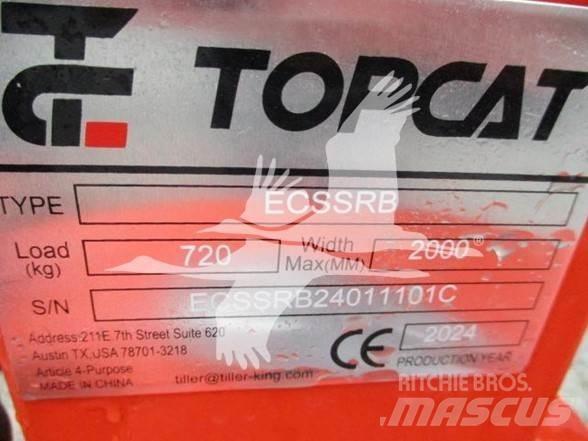 TCG TOPCAT
TYPE ECSSRB
Load (kg) 720 Width Max(MM) 2000 ®
S/N ECSSRB24011101C
Address:211E.7th Street Suite 620
Austin TX,USA 78701-3218
Article 4-Purpose
MADE IN CHINA
tiller@tiller-king.com
CE 2024
PRODUCTION YEAR
RITCHIE BROS.
MASCUS